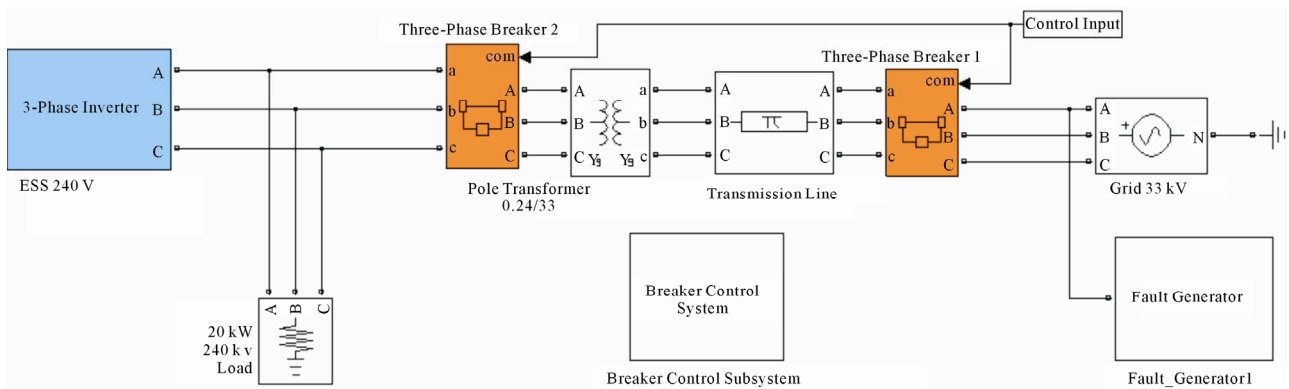 Three-Phase Breaker 2
Control Input
Three-Phase Breaker 1
3-Phase Inverter
A
B
C
ESS 240 V
com
a
b
c
A
B
C
A
B
C
Yg
Yg
a
b
c
Pole Transformer
0.24/33
A
B
C
A
B
C
Transmission Line
com
a
b
c
A
B
C
A
B
C
+
N
Grid 33 kV
A
B
C
20 kW
240 k v
Load
Breaker Control
System
Breaker Control Subsystem
Fault Generator
Fault_Generator1